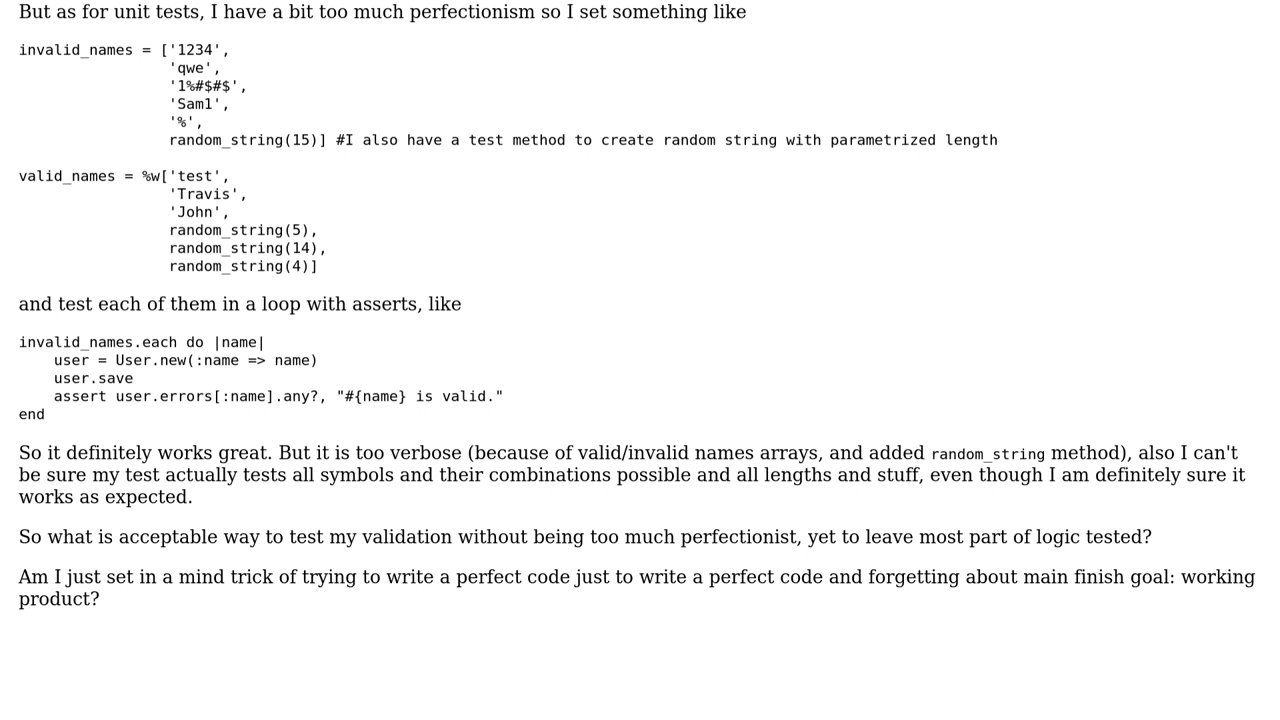 But as for unit tests, I have a bit too much perfectionism so I set something like
invalid_names = ['1234',
'qwe',
'1%#$#$',
'Sam1',
'%',
random_string(15)] #I also have a test method to create random string with parametrized length
valid_names = %w['test',
'Travis',
'John',
random_string(5),
random_string(14),
random_string(4)]
and test each of them in a loop with asserts, like
invalid_names.each do |name|
user = User.new(:name => name)
user.save
assert user.errors[:name].any?, "#{name} is valid."
end
So it definitely works great. But it is too verbose (because of valid/invalid names arrays, and added random_string method), also I can't
be sure my test actually tests all symbols and their combinations possible and all lengths and stuff, even though I am definitely sure it
works as expected.
So what is acceptable way to test my validation without being too much perfectionist, yet to leave most part of logic tested?
Am I just set in a mind trick of trying to write a perfect code just to write a perfect code and forgetting about main finish goal: working
product?